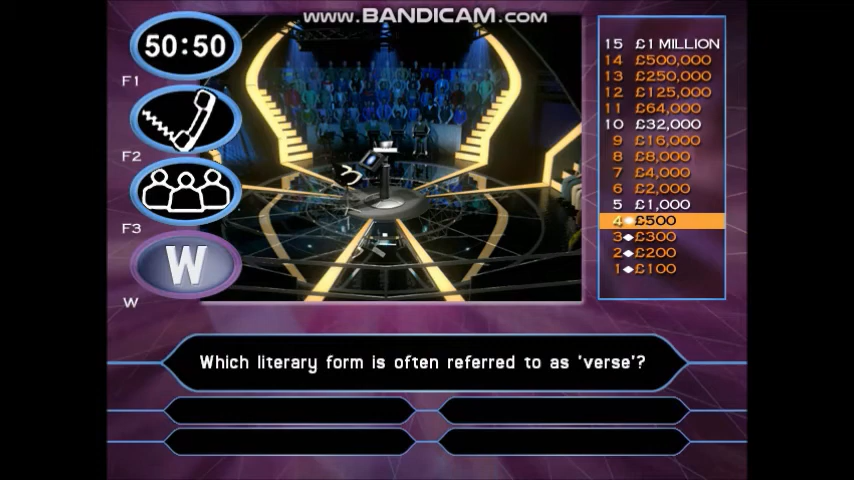 www.BANDICAM.com
50:50
F1
F2
F3
W
W
15 £1 MILLION
14 £500,000
13 £250,000
12 £125,000
11 £64,000
10 £32,000
9 £16,000
8 £8,000
7 £4,000
6 £2,000
5 £1,000
4 £500
3 £300
2 £200
1 £100
Which literary form is often referred to as 'verse'?